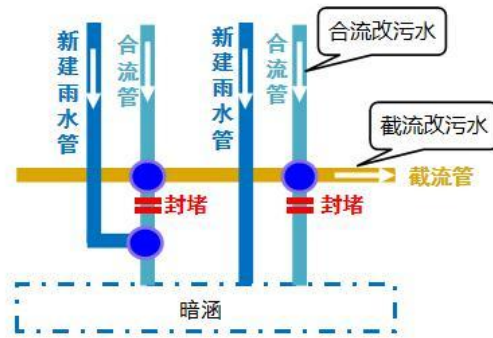 新建雨水管
合流管
新建雨水管
合流管
合流改污水
截流改污水
截流管
封堵
封堵
暗涵